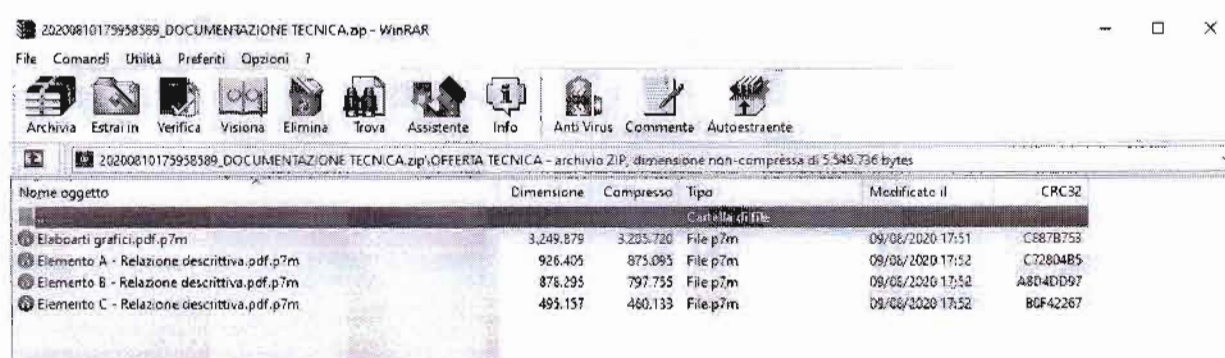 20200810175958589_DOCUMENTAZIONE TECNICA.zip - WinRAR
File Comandi Utilità Preferiti Opzioni ?
Archivia Estrai in Verifica Visiona Elimina Trova Assistente Info Anti Virus Commento Autoestraente
20200810175958589_DOCUMENTAZIONE TECNICA.zip\OFFERTA TECNICA - archivio ZIP, dimensione non-compressa di 5.549.736 bytes
Nome oggetto Dimensione Compresso Tipo Modificato il CRC32
.. Cartella di file
Elaboarti grafici.pdf.p7m 3.249.879 File p7m 09/08/2020 17:51 C887B753
Elemento A - Relazione descrittiva.pdf.p7m 926.405 875.095 File p7m 09/08/2020 17:52 C72804B5
Elemento B - Relazione descrittiva.pdf.p7m 878.295 797.755 File p7m 09/08/2020 17:52 A8D4DD97
Elemento C - Relazione descrittiva.pdf.p7m 495.157 460.133 File p7m 09/08/2020 17:52 B0F42267